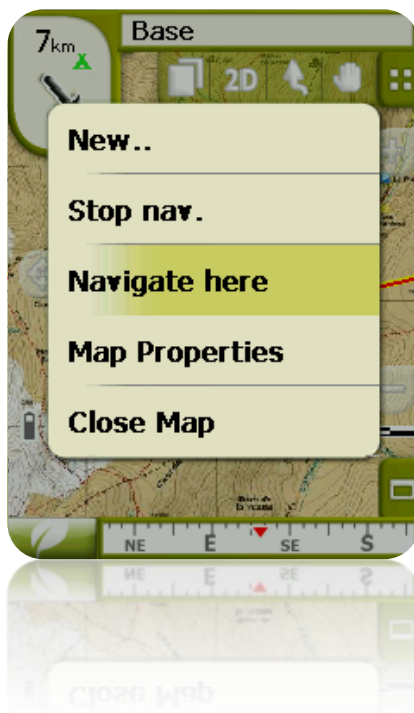 7km
Base
2D
New..
Stop nav.
Navigate here
Map Properties
Close Map
NE E SE S